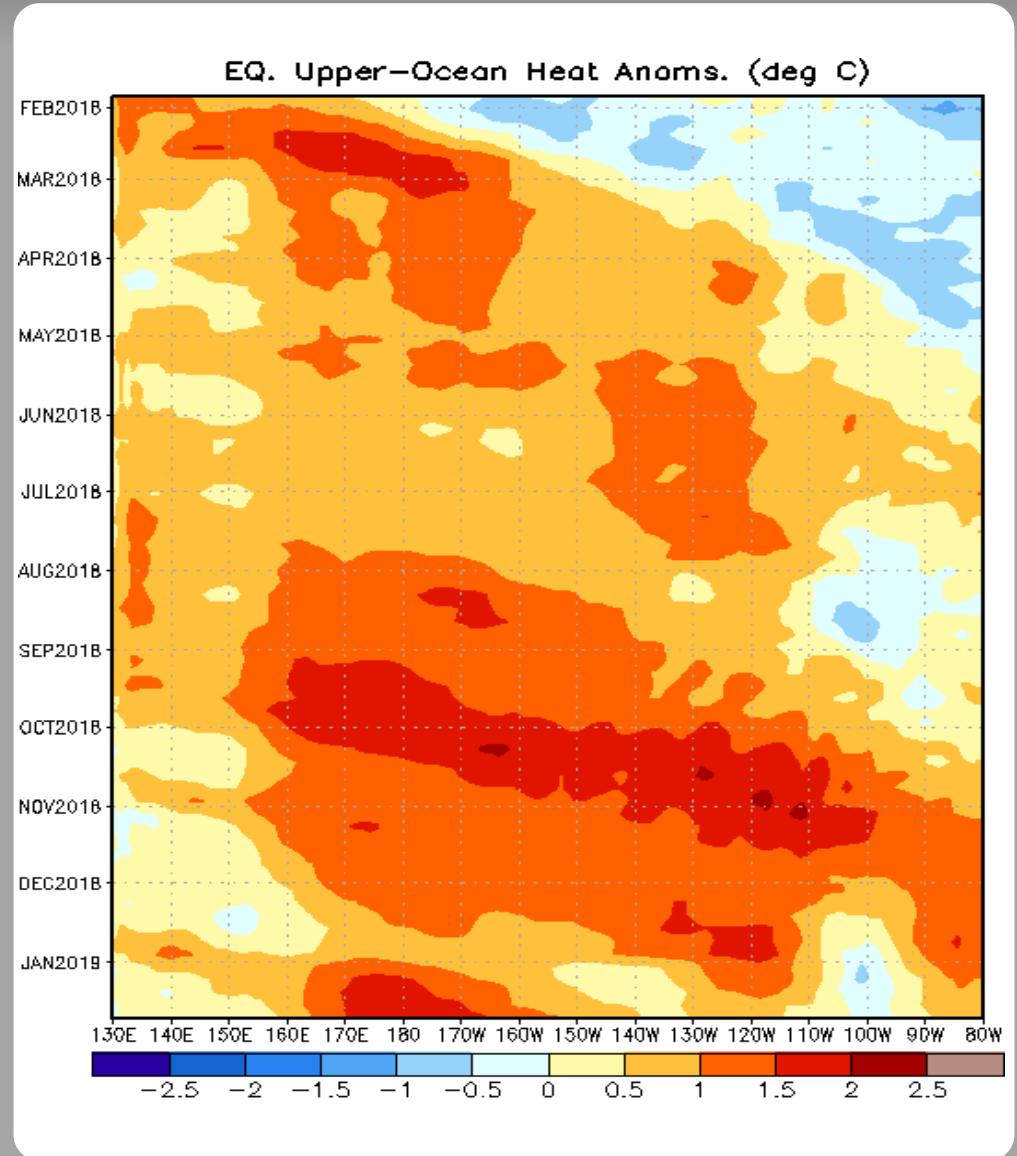 EQ. Upper-Ocean Heat Anoms. (deg C)
FEB2018
MAR2018
APR2018
MAY2018
JUN2018
JUL2018
AUG2018
SEP2018
OCT2018
NOV2018
DEC2018
JAN2019
130E 140E 150E 160E 170E 180 170W 160W 150W 140W 130W 120W 110W 100W 90W 80W
-2.5 -2 -1.5 -1 -0.5 0 0.5 1 1.5 2 2.5